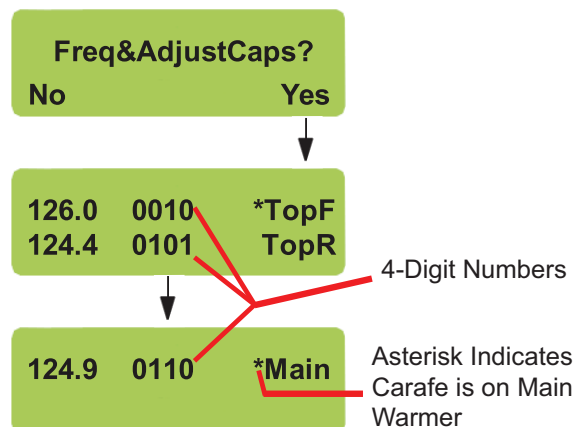 Freq&AdjustCaps?
No Yes
126.0 0010 *TopF
124.4 0101 TopR
4-Digit Numbers
124.9 0110 *Main
Asterisk Indicates
Carafe is on Main
Warmer